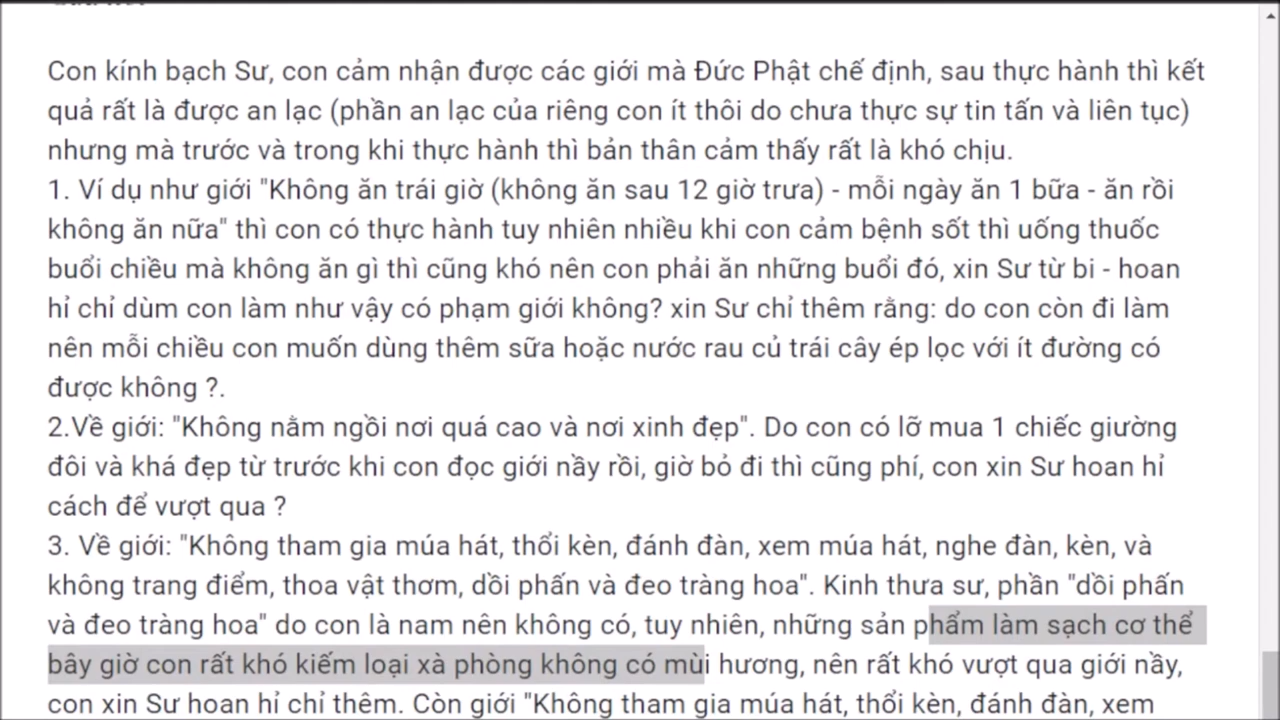 Con kính bạch Sư, con cảm nhận được các giới mà Đức Phật chế định, sau thực hành thì kết
quả rất là được an lạc (phần an lạc của riêng con ít thôi do chưa thực sự tin tấn và liên tục)
nhưng mà trước và trong khi thực hành thì bản thân cảm thấy rất là khó chịu.
1. Ví dụ như giới "Không ăn trái giờ (không ăn sau 12 giờ trưa) - mỗi ngày ăn 1 bữa - ăn rồi
không ăn nữa" thì con có thực hành tuy nhiên nhiều khi con cảm bệnh sốt thì uống thuốc
buổi chiều mà không ăn gì thì cũng khó nên con phải ăn những buổi đó, xin Sư từ bi - hoan
hỉ chỉ dùm con làm như vậy có phạm giới không? xin Sư chỉ thêm rằng: do con còn đi làm
nên mỗi chiều con muốn dùng thêm sữa hoặc nước rau củ trái cây ép lọc với ít đường có
được không ?.
2.Về giới: "Không nằm ngồi nơi quá cao và nơi xinh đẹp". Do con có lỡ mua 1 chiếc giường
đôi và khá đẹp từ trước khi con đọc giới nầy rồi, giờ bỏ đi thì cũng phí, con xin Sư hoan hỉ
cách để vượt qua ?
3. Về giới: "Không tham gia múa hát, thổi kèn, đánh đàn, xem múa hát, nghe đàn, kèn, và
không trang điểm, thoa vật thơm, dồi phấn và đeo tràng hoa". Kinh thưa sư, phần "dồi phấn
và đeo tràng hoa" do con là nam nên không có, tuy nhiên, những sản phẩm làm sạch cơ thể
bây giờ con rất khó kiếm loại xà phòng không có mùi hương, nên rất khó vượt qua giới nầy,
con xin Sư hoan hỉ chỉ thêm. Còn giới "Không tham gia múa hát, thổi kèn, đánh đàn, xem